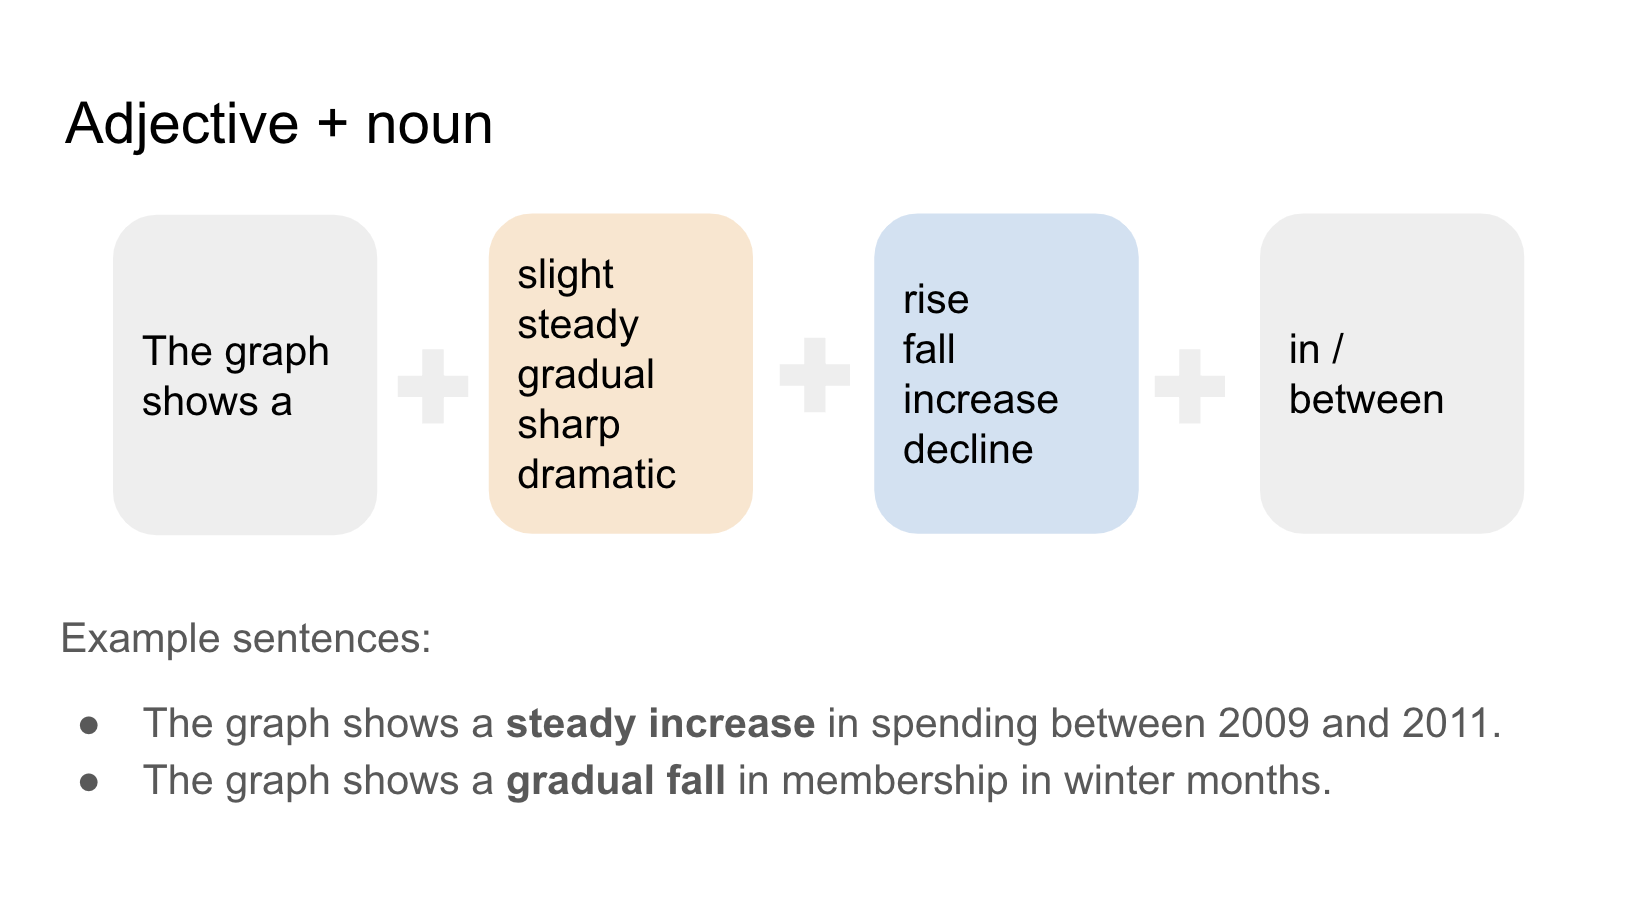 Adjective + noun
The graph
shows a
slight
steady
gradual
sharp
dramatic
rise
fall
increase
decline
in /
between
Example sentences:
● The graph shows a steady increase in spending between 2009 and 2011.
● The graph shows a gradual fall in membership in winter months.